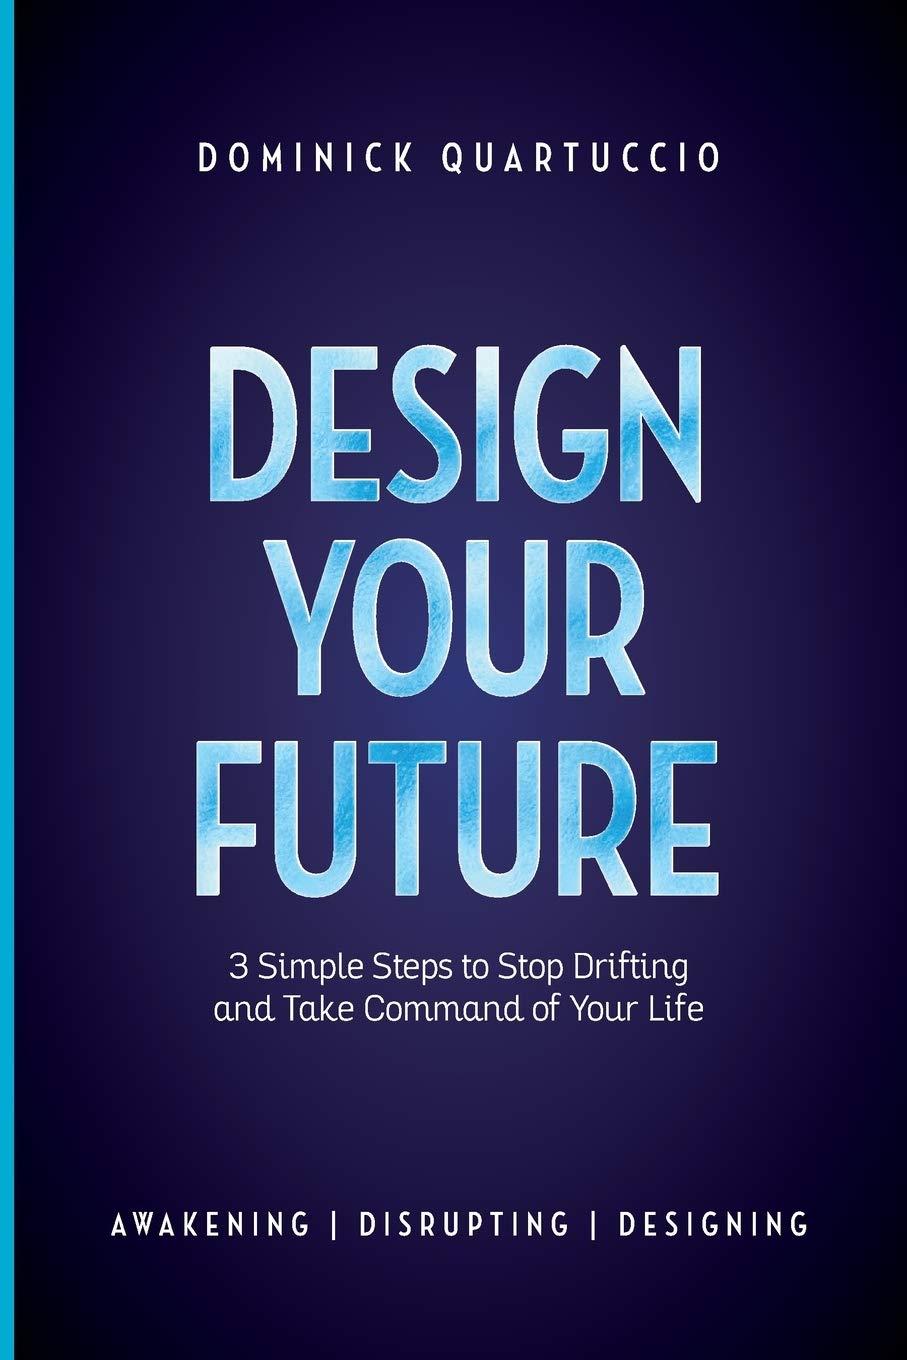 DOMINICK QUARTUCCIO
DESIGN
YOUR
FUTURE
3 Simple Steps to Stop Drifting
and Take Command of Your Life
AWAKENING | DISRUPTING | DESIGNING